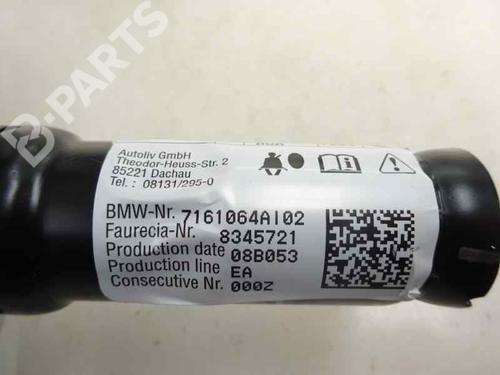 B-PARTS
Autoliv GmbH
Theodor-Heuss-Str. 2
85221 Dachau
Tel. : 08131/295-0
BMW-Nr. 7161064AI02
Faurecia-Nr. 8345721
Production date 08B053
Production line EA
Consecutive Nr. 000Z